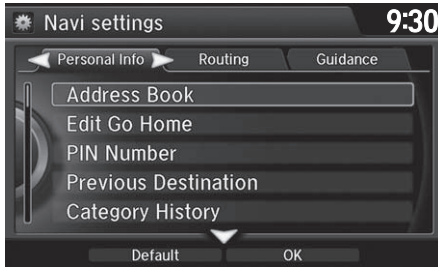 Navi settings 9:30
Personal Info Routing Guidance
Address Book
Edit Go Home
PIN Number
Previous Destination
Category History
Default OK